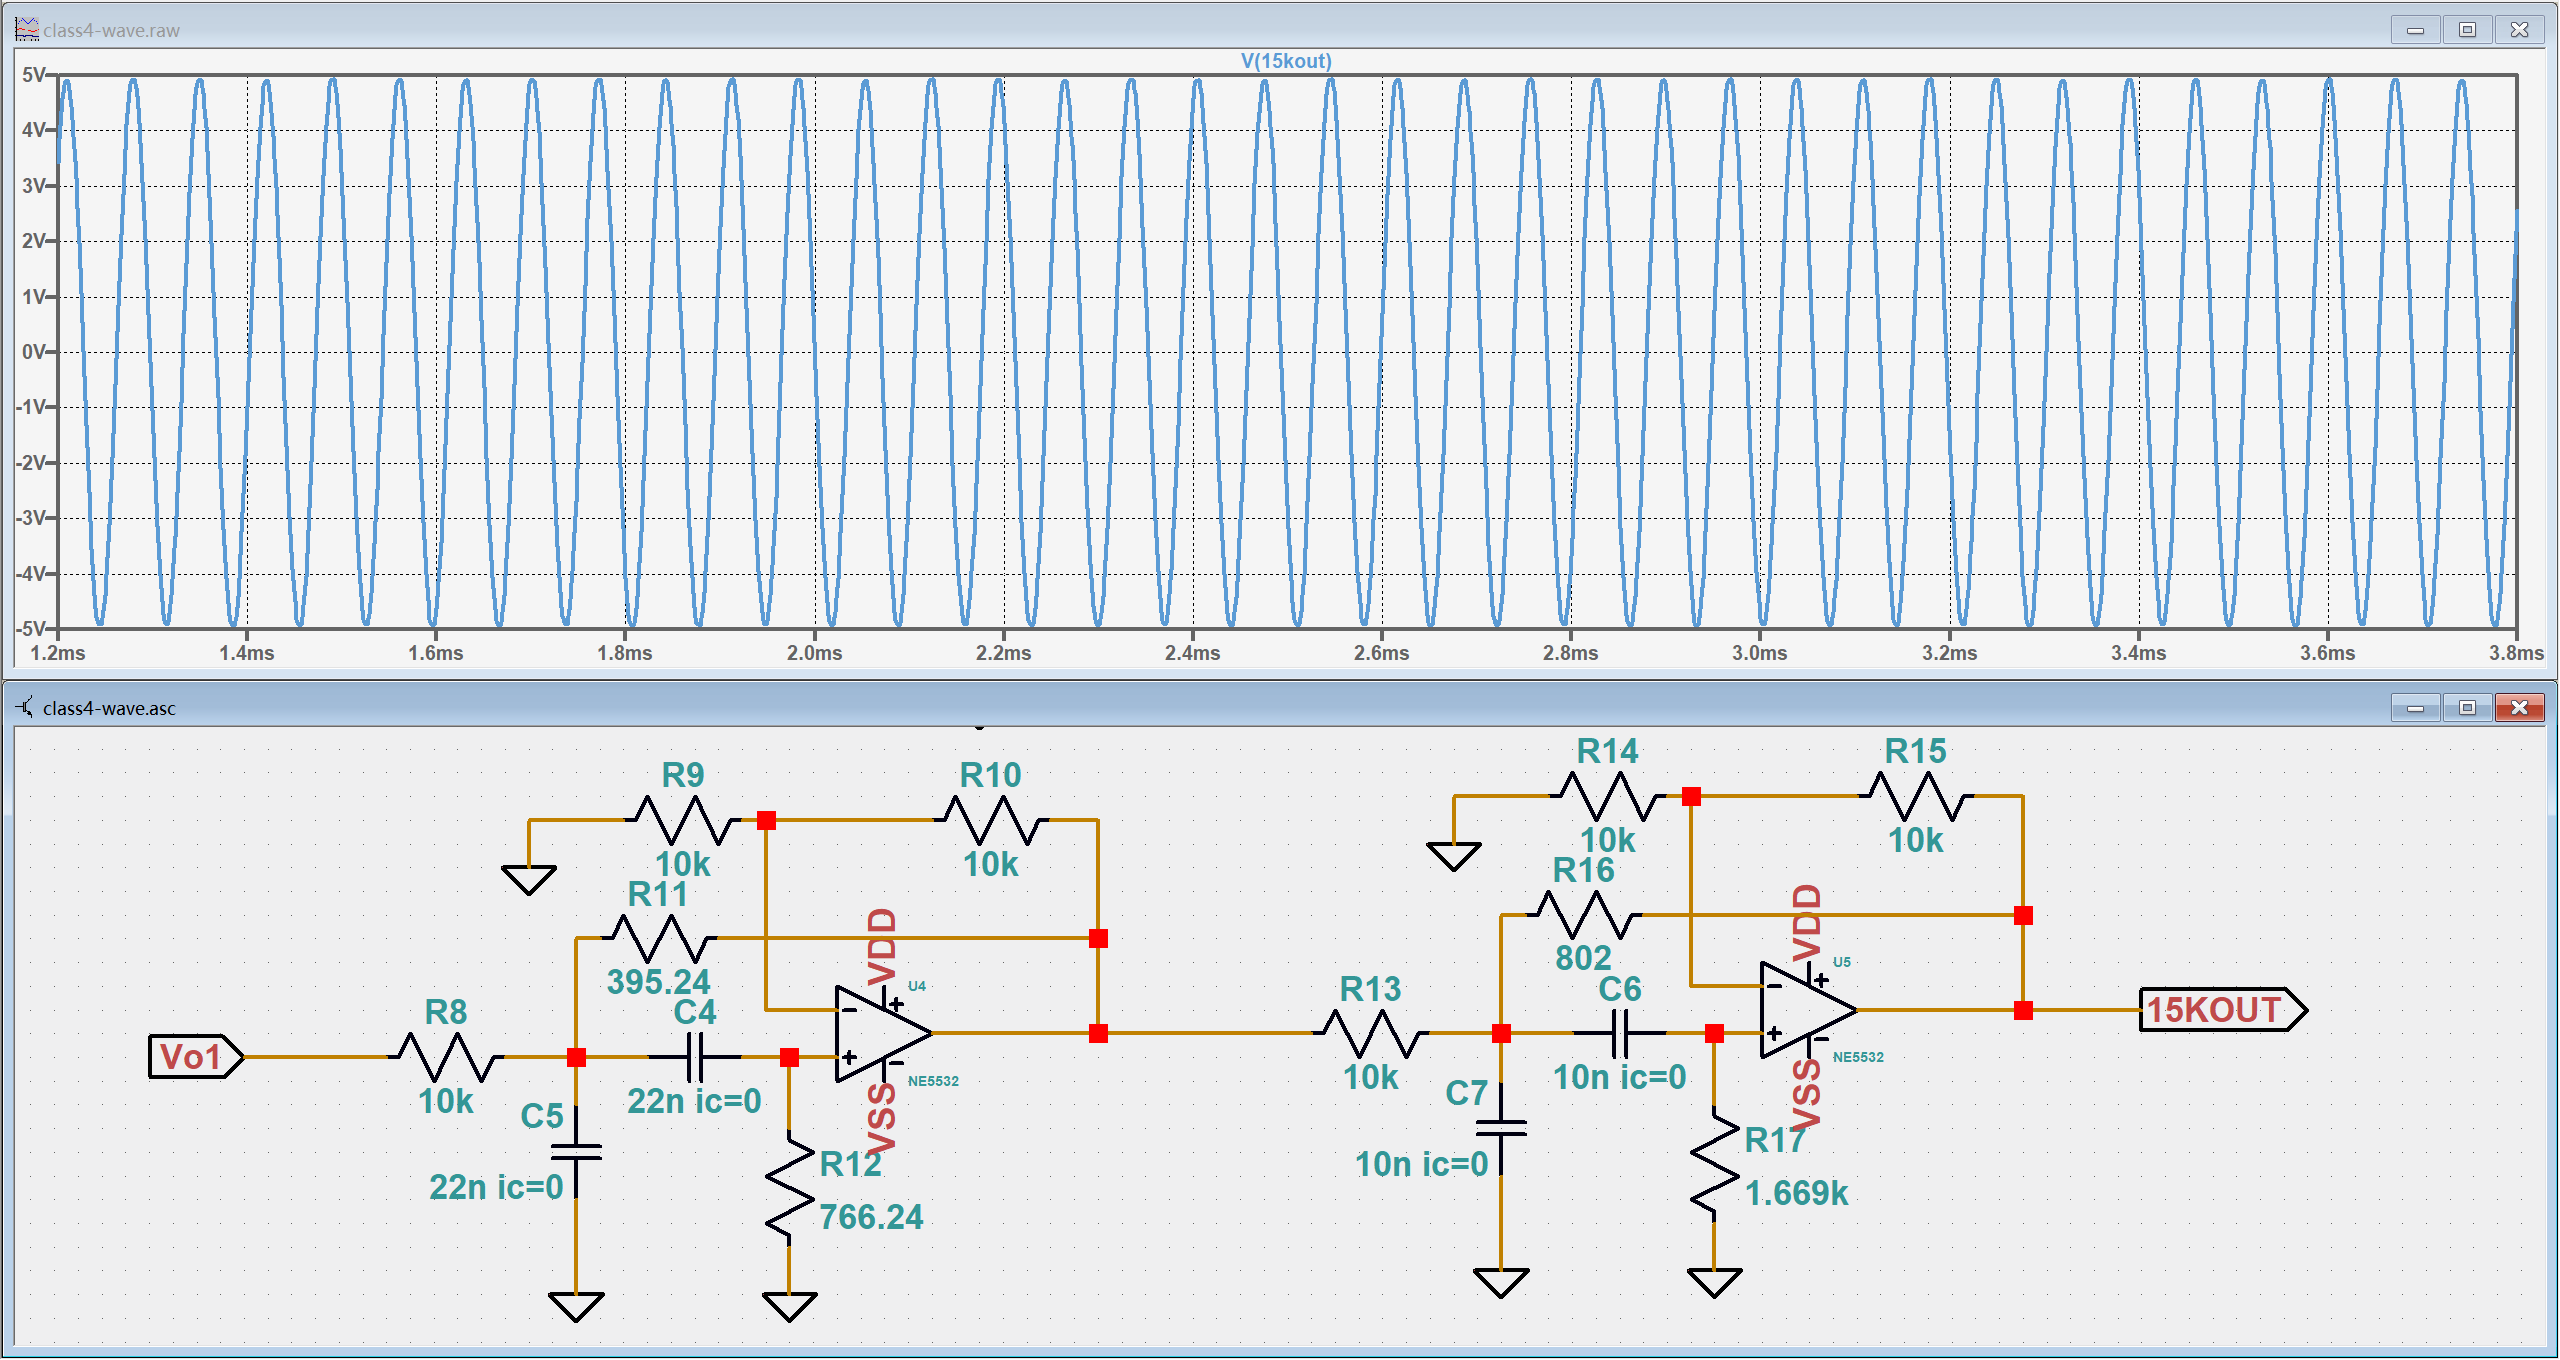 class4-wave.raw
V(15kout)
5V
4V
3V
2V
1V
0V
-1V
-2V
-3V
-4V
-5V
1.2ms 1.4ms 1.6ms 1.8ms 2.0ms 2.2ms 2.4ms 2.6ms 2.8ms 3.0ms 3.2ms 3.4ms 3.6ms 3.8ms
class4-wave.asc
R9
10k
R10
10k
R11
395.24
R8
10k
Vo1
C4
22n ic=0
C5
22n ic=0
R12
766.24
VDD
U4
NE5532
VSS
R14
10k
R15
10k
R16
802
R13
10k
C6
10n ic=0
C7
10n ic=0
R17
1.669k
VDD
U5
NE5532
VSS
15KOUT